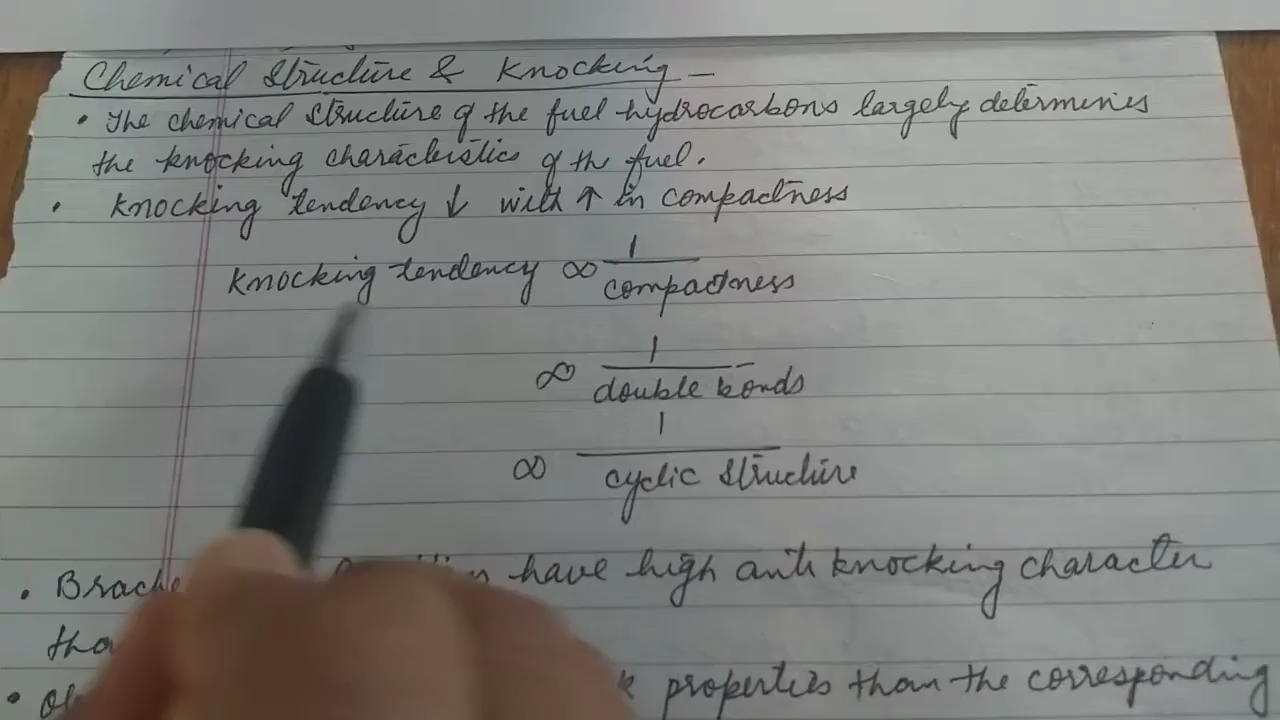 Chemical Structure & Knocking -
• The chemical structure of the fuel hydrocarbons largely determines
the knocking characteristics of the fuel.
• Knocking tendency ↓ with ↑ in compactness
Knocking tendency ∝ 1/compactness
∝ 1/double bonds
∝ 1/cyclic structure
• have high anti knocking character
• properties than the corresponding